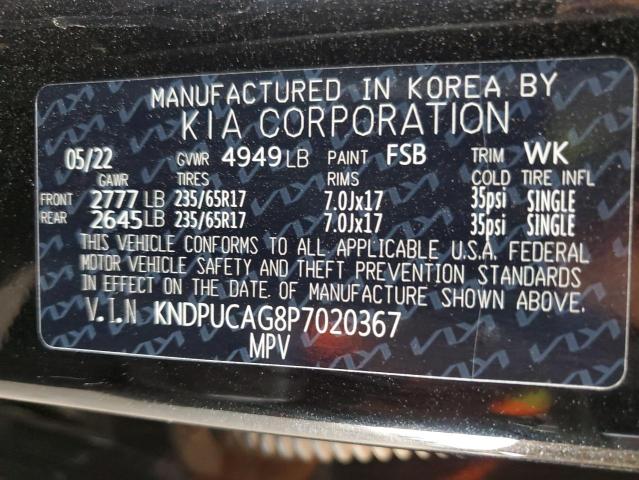 MANUFACTURED IN KOREA BY
KIA CORPORATION
05/22 GVWR 4949 LB PAINT FSB TRIM WK
GAWR TIRES RIMS COLD TIRE INFL
FRONT 2777 LB 235/65R17 7.0Jx17 35psi SINGLE
REAR 2645 LB 235/65R17 7.0Jx17 35psi SINGLE
THIS VEHICLE CONFORMS TO ALL APPLICABLE U.S.A. FEDERAL
MOTOR VEHICLE SAFETY AND THEFT PREVENTION STANDARDS
IN EFFECT ON THE DATE OF MANUFACTURE SHOWN ABOVE.
V.I.N KNDPUCAG8P7020367
MPV